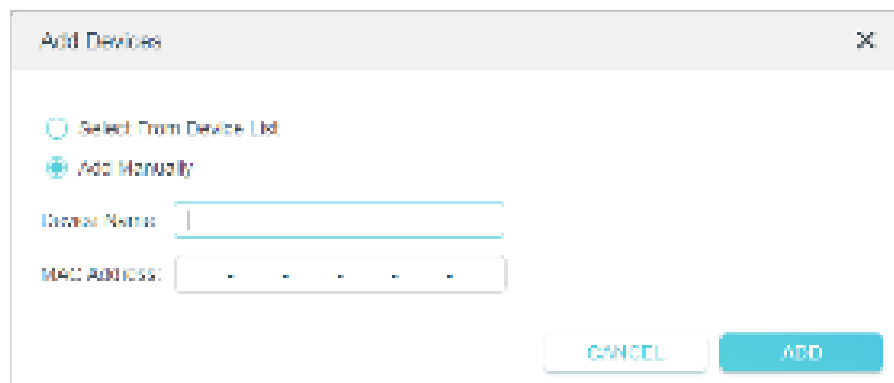 Add Devices
Select From Device List
Add Manually
Device Name:
MAC Address: - - - - -
CANCEL ADD